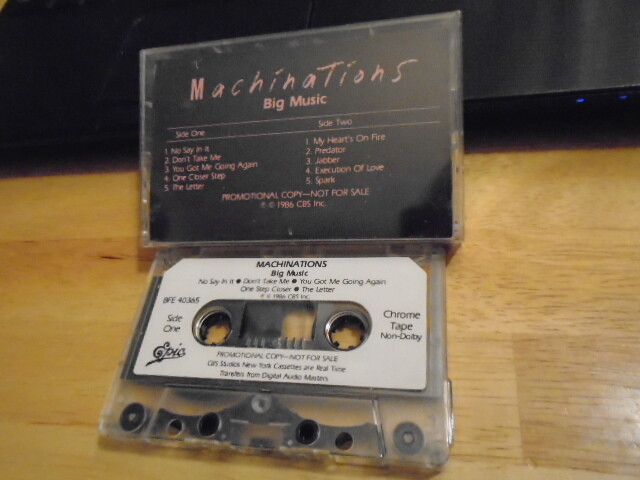 Machinations
Big Music
Side One
1. No Say In It
2. Don't Take Me
3. You Got Me Going Again
4. One Closer Step
5. The Letter
Side Two
1. My Heart's On Fire
2. Predator
3. Jabber
4. Execution Of Love
5. Spark
PROMOTIONAL COPY—NOT FOR SALE
℗ © 1986 CBS Inc.
MACHINATIONS
Big Music
No Say In It ● Don't Take Me ● You Got Me Going Again
One Step Closer ● The Letter
℗ © 1986 CBS Inc.
BFE 40365
Side
One
Chrome
Tape
Non-Dolby
Epic
PROMOTIONAL COPY—NOT FOR SALE
CBS Studios New York Cassettes are Real Time
Transfers from Digital Audio Masters